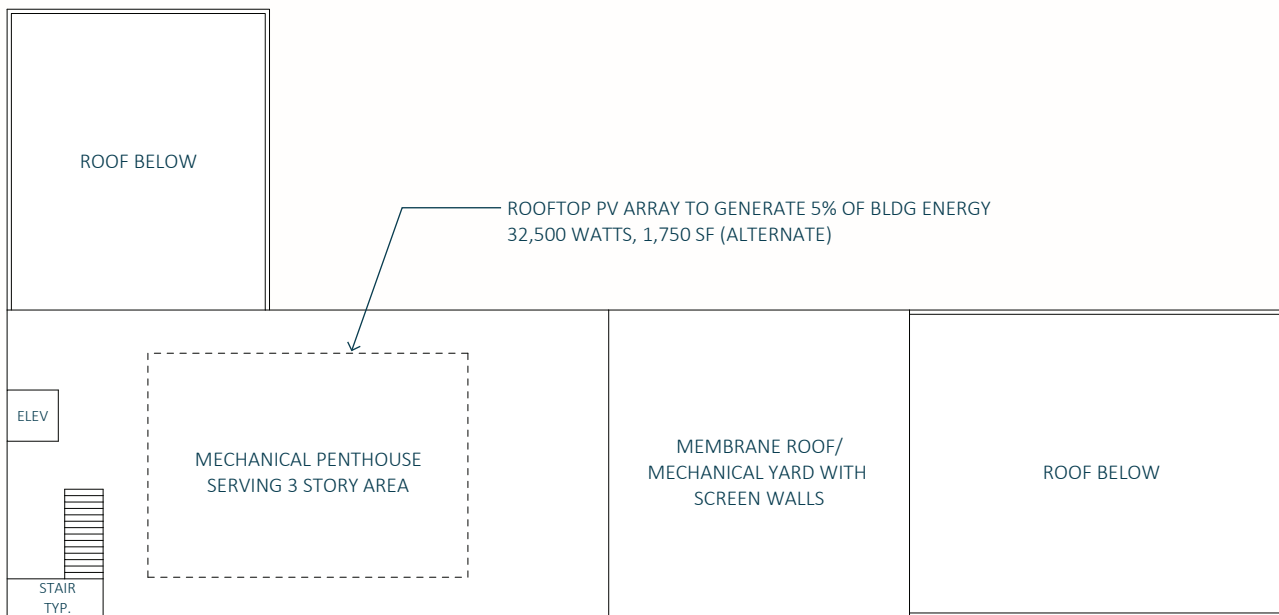 ROOF BELOW
ROOFTOP PV ARRAY TO GENERATE 5% OF BLDG ENERGY
32,500 WATTS, 1,750 SF (ALTERNATE)
ELEV
MECHANICAL PENTHOUSE
SERVING 3 STORY AREA
MEMBRANE ROOF/
MECHANICAL YARD WITH
SCREEN WALLS
ROOF BELOW
STAIR
TYP.